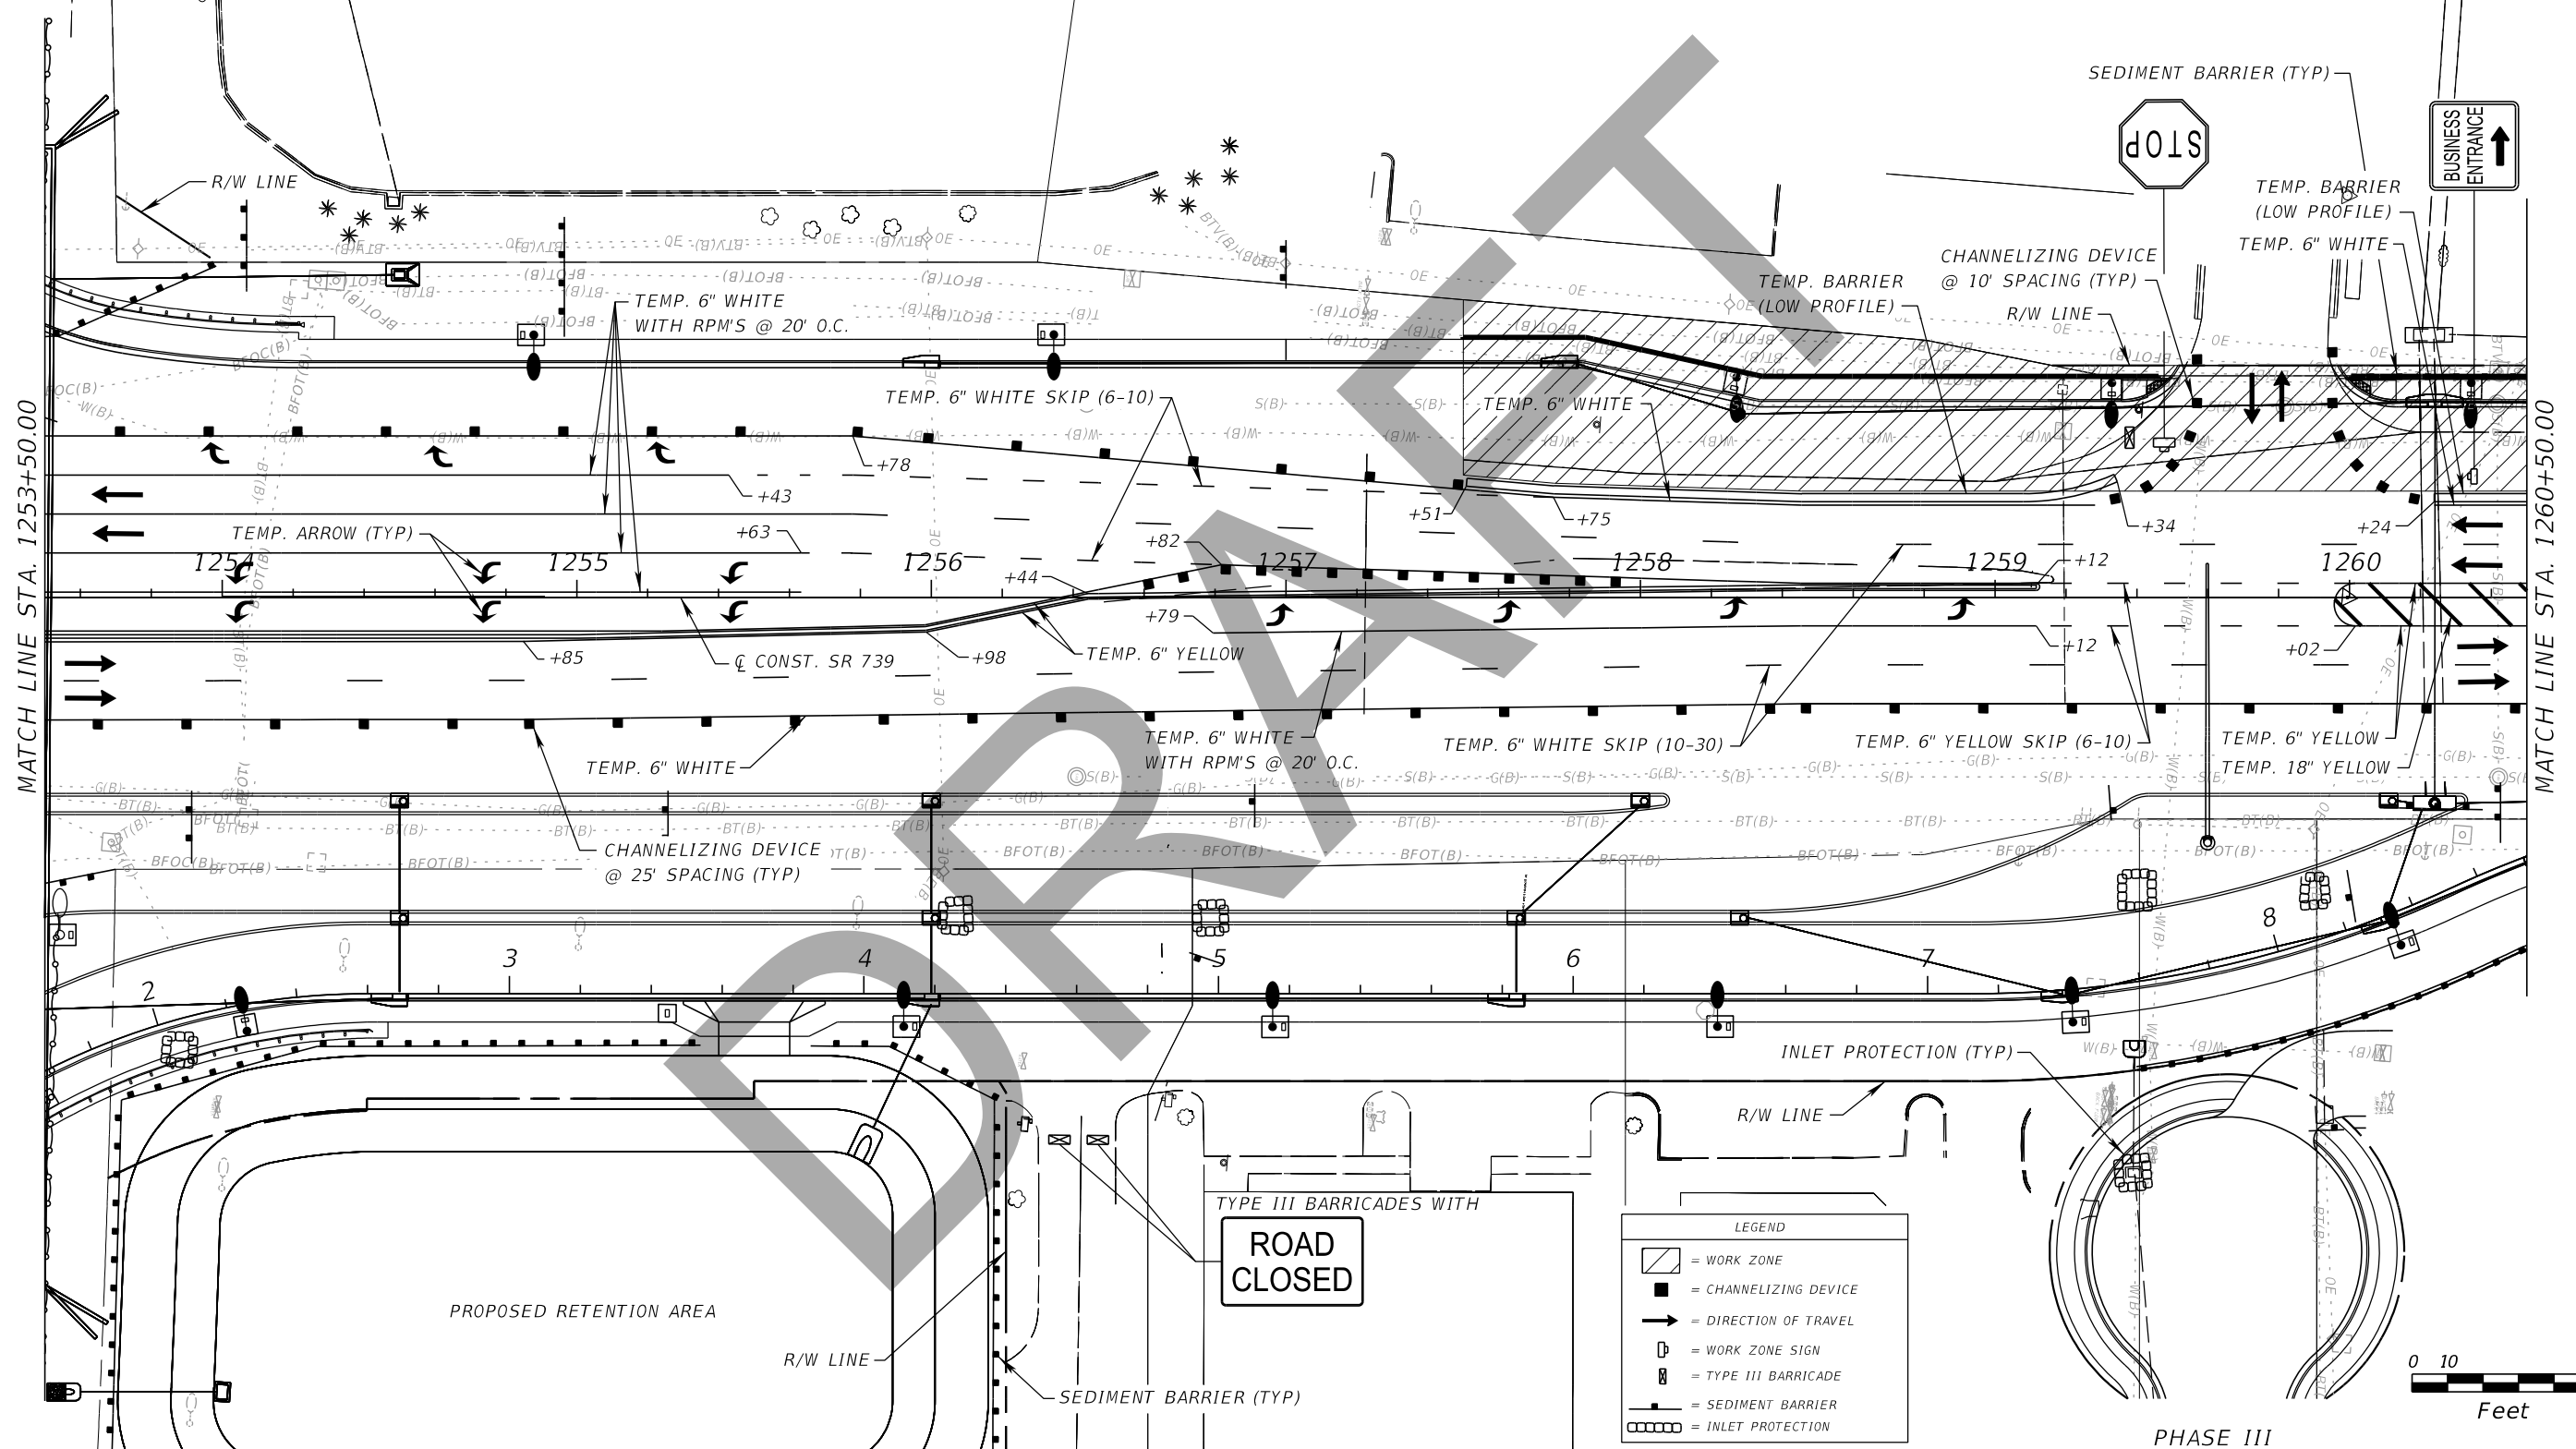 SEDIMENT BARRIER (TYP)
STOP
BUSINESS
ENTRANCE
R/W LINE
TEMP. BARRIER
(LOW PROFILE)
TEMP. 6" WHITE
CHANNELIZING DEVICE
@ 10' SPACING (TYP)
R/W LINE
TEMP. BARRIER
(LOW PROFILE)
TEMP. 6" WHITE
WITH RPM'S @ 20' O.C.
TEMP. 6" WHITE SKIP (6-10)
TEMP. 6" WHITE
MATCH LINE STA. 1253+50.00
MATCH LINE STA. 1260+50.00
+78
+43
+63
+51
+75
+34
+24
TEMP. ARROW (TYP)
+82
1254
1255
1256
1257
1258
1259
1260
+44
+12
+79
+85
℄ CONST. SR 739
+98
TEMP. 6" YELLOW
+12
+02
TEMP. 6" WHITE
TEMP. 6" WHITE
WITH RPM'S @ 20' O.C.
TEMP. 6" WHITE SKIP (10-30)
TEMP. 6" YELLOW SKIP (6-10)
TEMP. 6" YELLOW
TEMP. 18" YELLOW
CHANNELIZING DEVICE
@ 25' SPACING (TYP)
2
3
4
5
6
7
8
DRAFT
INLET PROTECTION (TYP)
R/W LINE
TYPE III BARRICADES WITH
ROAD
CLOSED
PROPOSED RETENTION AREA
R/W LINE
SEDIMENT BARRIER (TYP)
LEGEND
= WORK ZONE
= CHANNELIZING DEVICE
= DIRECTION OF TRAVEL
= WORK ZONE SIGN
= TYPE III BARRICADE
= SEDIMENT BARRIER
= INLET PROTECTION
0 10
Feet
PHASE III